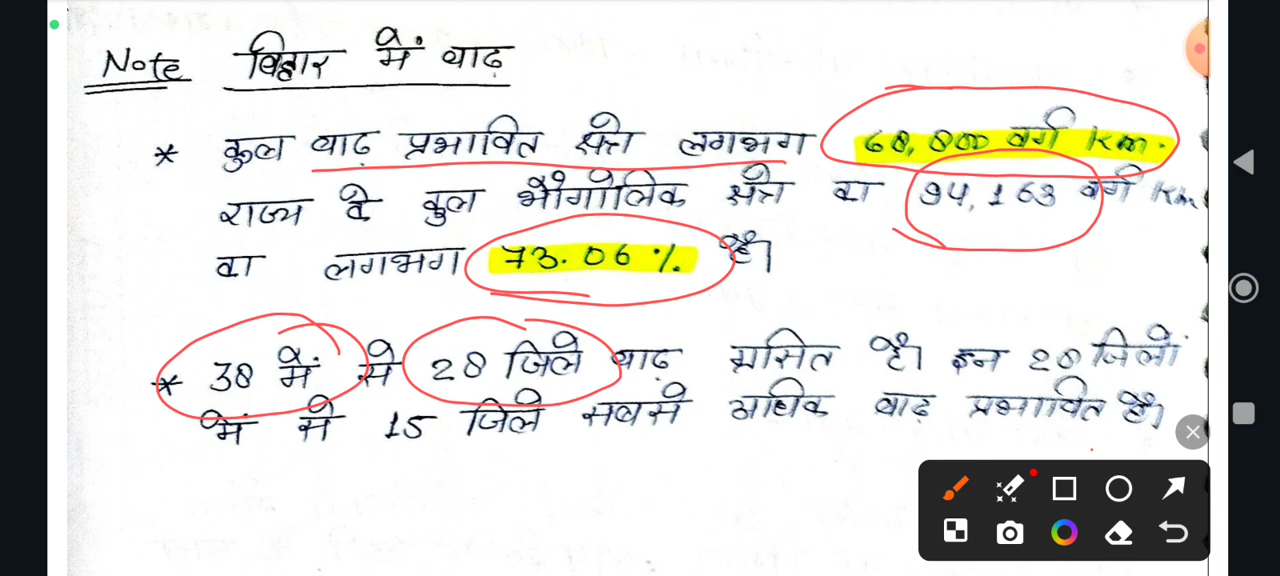 Note बिहार में बाढ़
* कुल बाढ़ प्रभावित क्षेत्र लगभग 68,800 वर्ग Km.
राज्य के कुल भौगोलिक क्षेत्र का 94,163 वर्ग Km
का लगभग 73.06% है।
* 38 में से 28 जिले बाढ़ ग्रसित है। इन 28 जिलों
में से 15 जिले सबसे अधिक बाढ़ प्रभावित है।